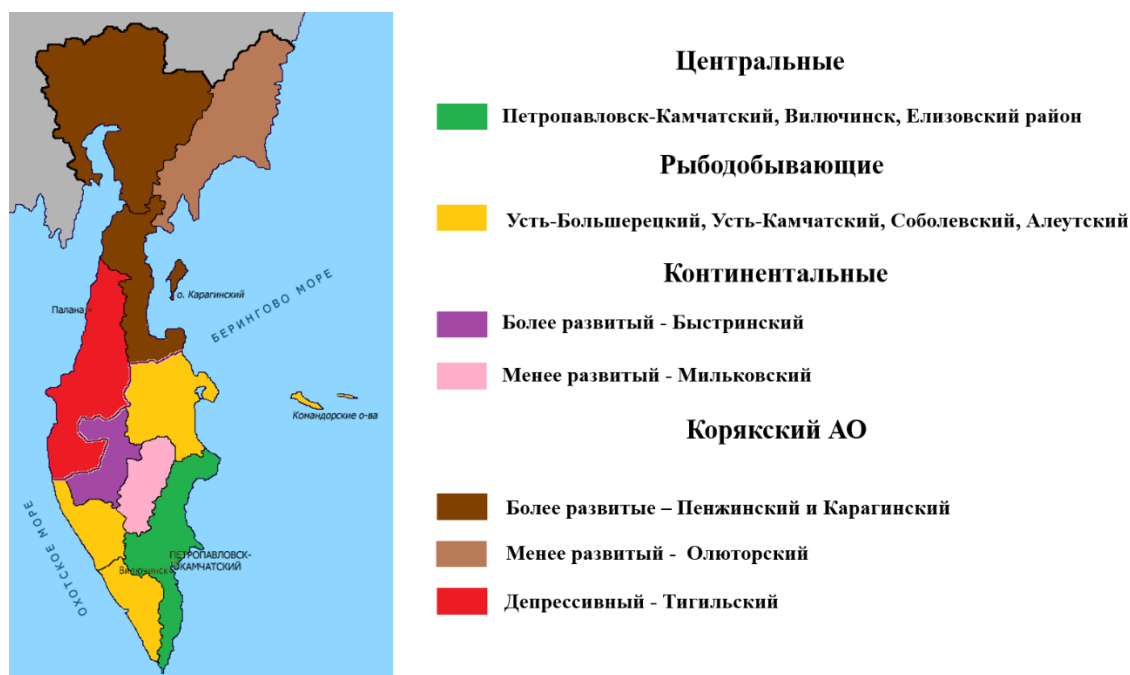 Центральные
Петропавловск-Камчатский, Вилючинск, Елизовский район
Рыбодобывающие
Усть-Большерецкий, Усть-Камчатский, Соболевский, Алеутский
Континентальные
Более развитый - Быстринский
Менее развитый - Мильковский
Корякский АО
Более развитые – Пенжинский и Карагинский
Менее развитый - Олюторский
Депрессивный - Тигильский
о. Карагинский
Палана
БЕРИНГОВО МОРЕ
Командорские о-ва
ОХОТСКОЕ МОРЕ
ПЕТРОПАВЛОВСК-
КАМЧАТСКИЙ
Вилючинск